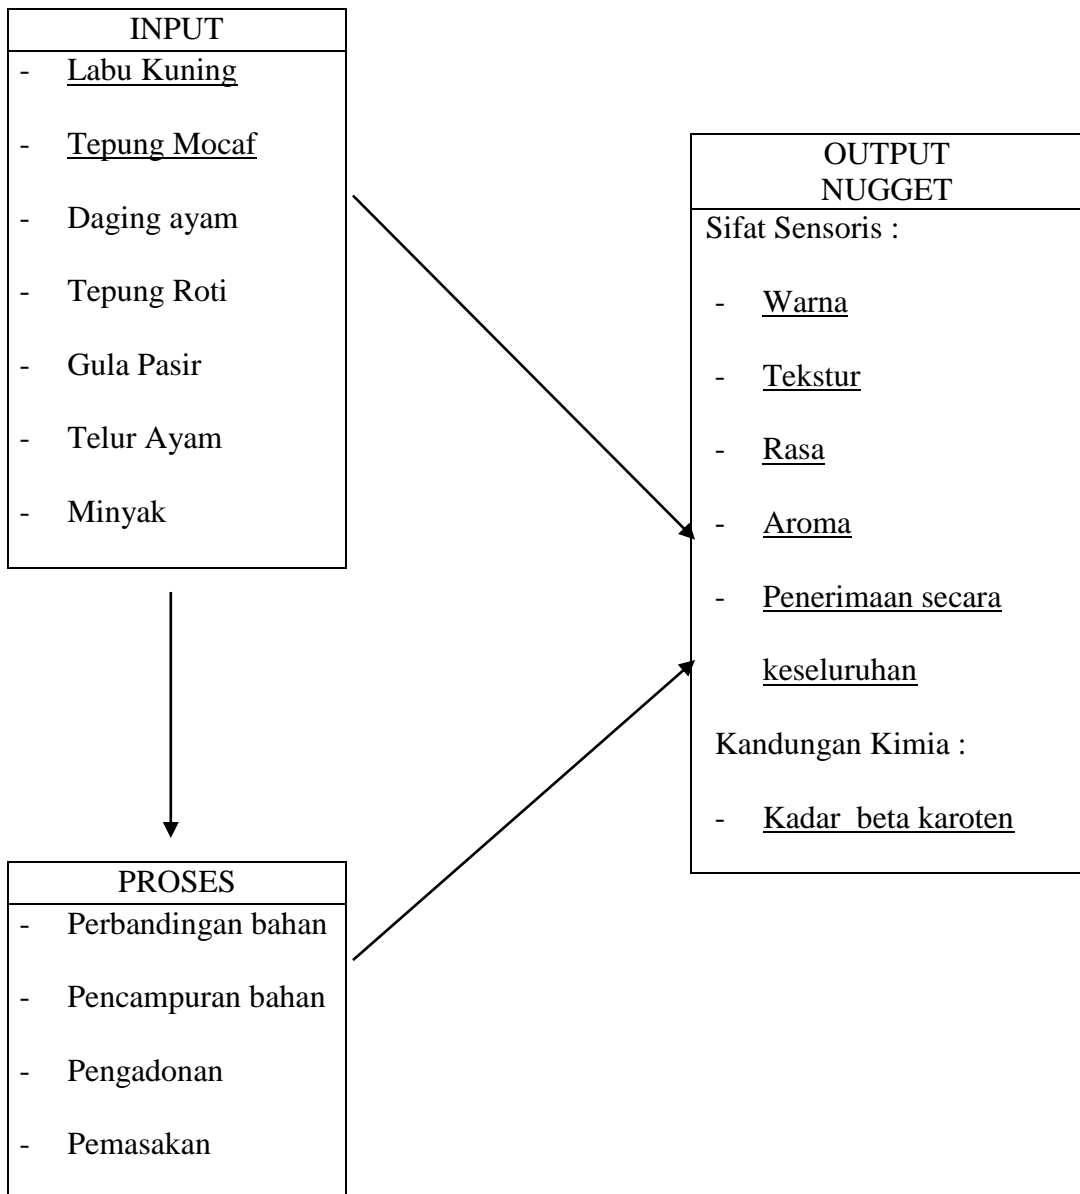 INPUT
- Labu Kuning
- Tepung Mocaf
- Daging ayam
- Tepung Roti
- Gula Pasir
- Telur Ayam
- Minyak
OUTPUT
NUGGET
Sifat Sensoris :
- Warna
- Tekstur
- Rasa
- Aroma
- Penerimaan secara
keseluruhan
Kandungan Kimia :
- Kadar beta karoten
PROSES
- Perbandingan bahan
- Pencampuran bahan
- Pengadonan
- Pemasakan